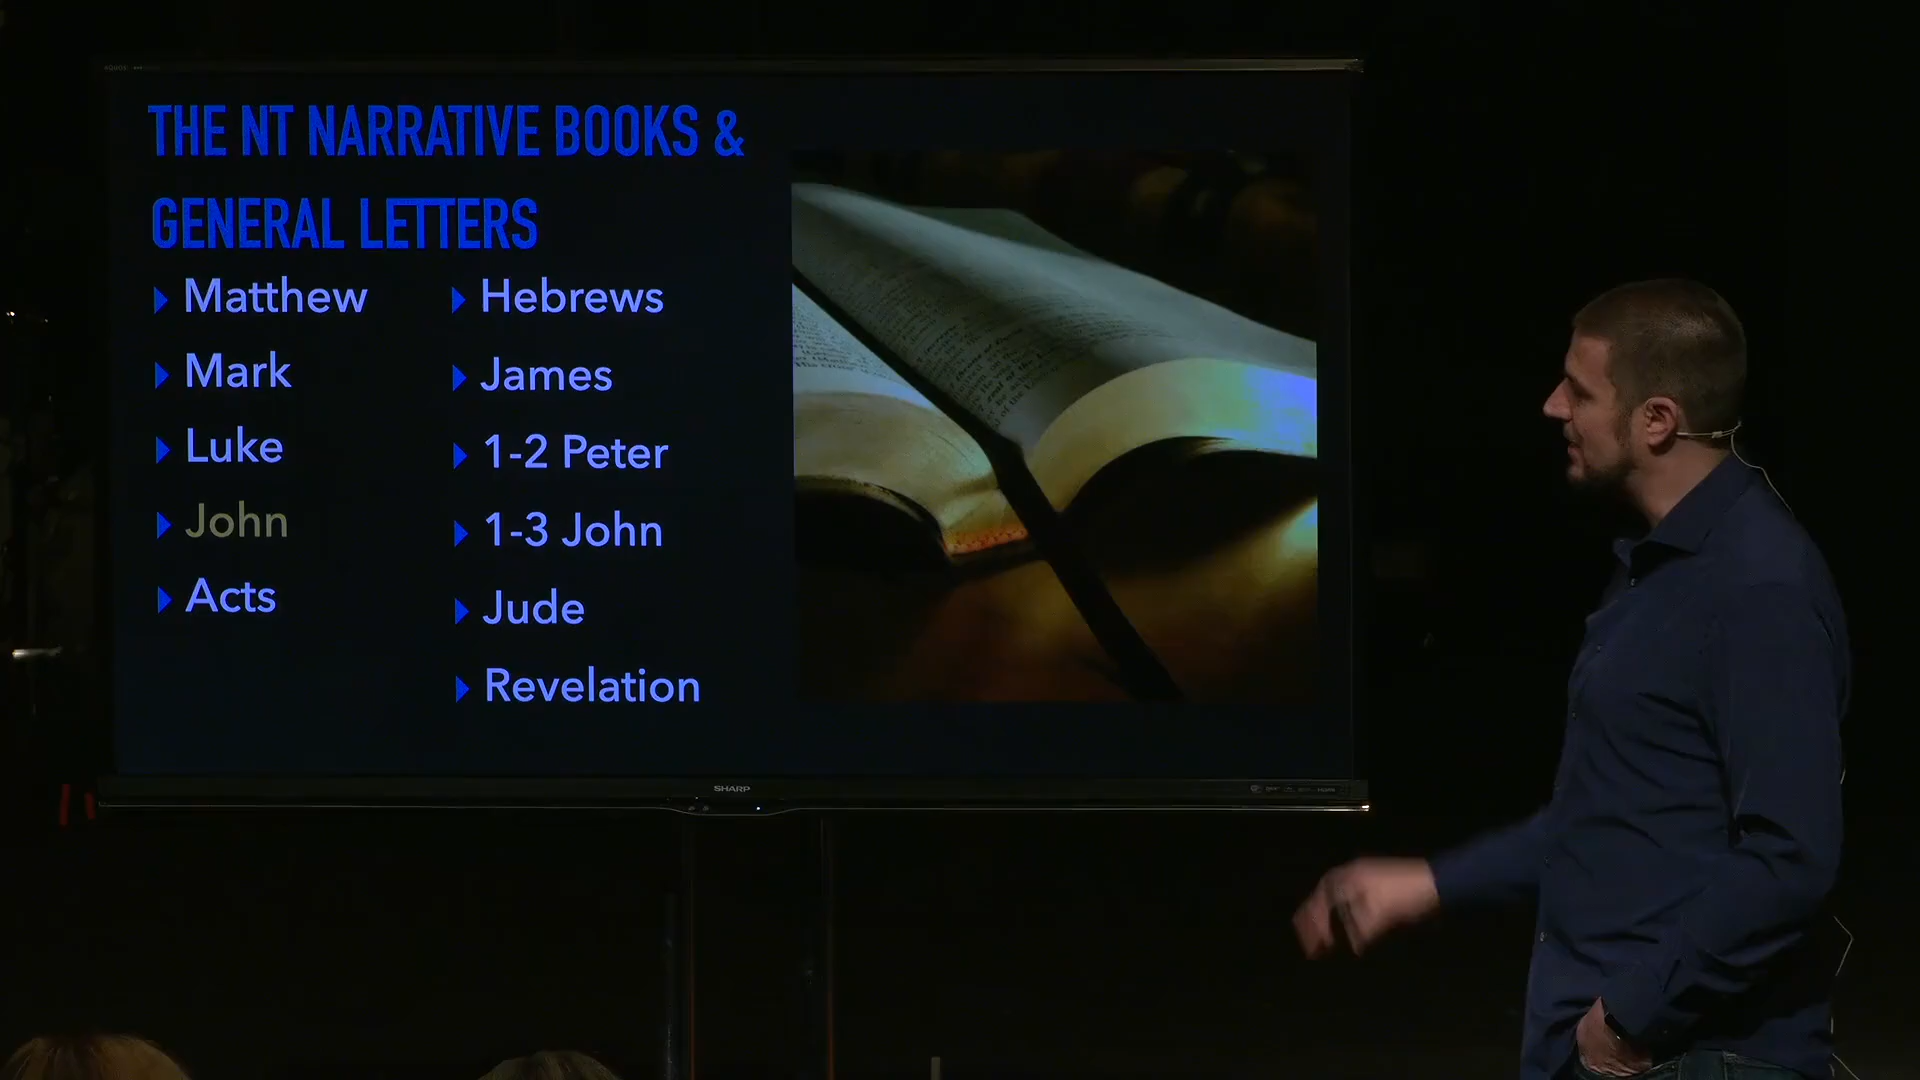 THE NT NARRATIVE BOOKS &
GENERAL LETTERS
Matthew
Mark
Luke
John
Acts
Hebrews
James
1-2 Peter
1-3 John
Jude
Revelation
SHARP